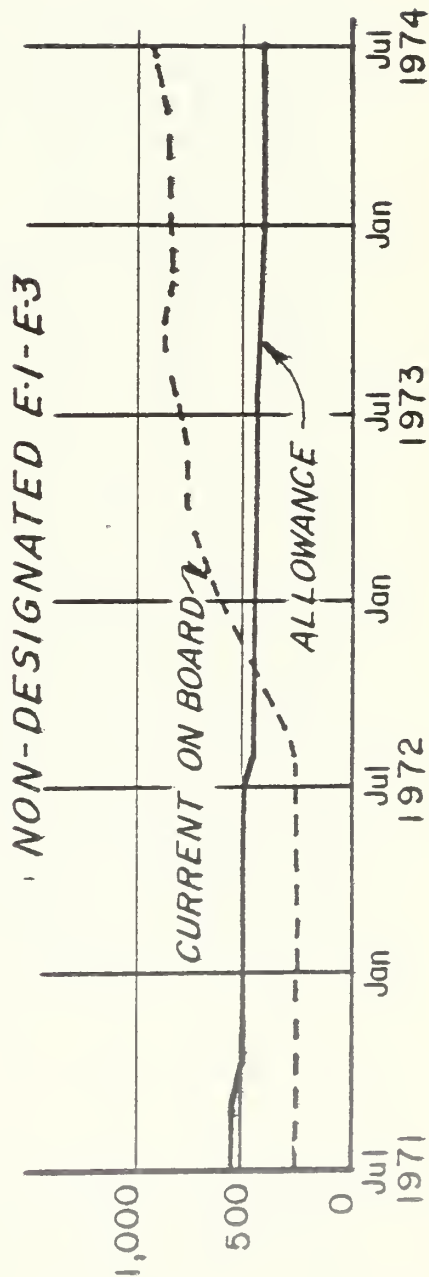 NON-DESIGNATED E-1-E-3
1,000
500
0
CURRENT ON BOARD
ALLOWANCE
Jul Jan Jul Jan Jul Jan Jul
1971 1972 1973 1974